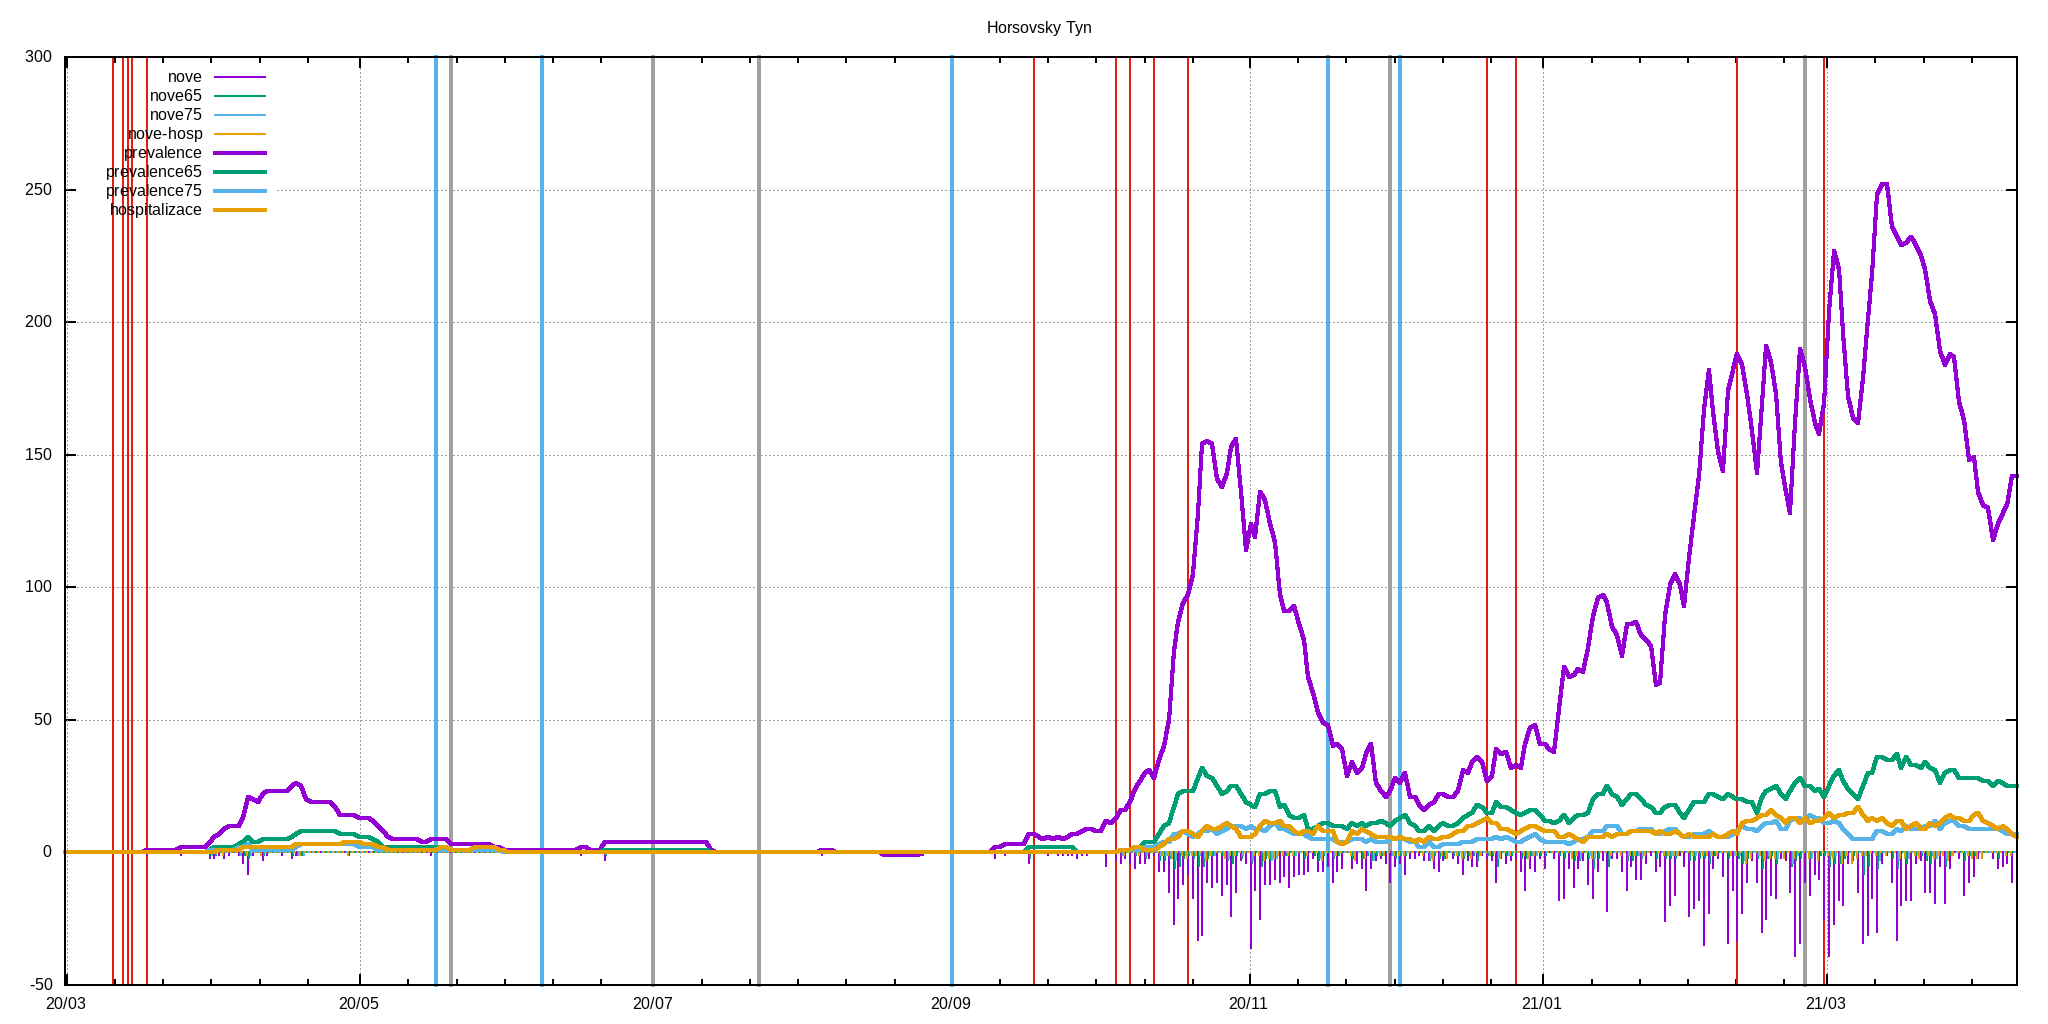 Horsovsky Tyn
300
250
200
150
100
50
0
-50
nove
nove65
nove75
nove-hosp
prevalence
prevalence65
prevalence75
hospitalizace
20/03 20/05 20/07 20/09 20/11 21/01 21/03